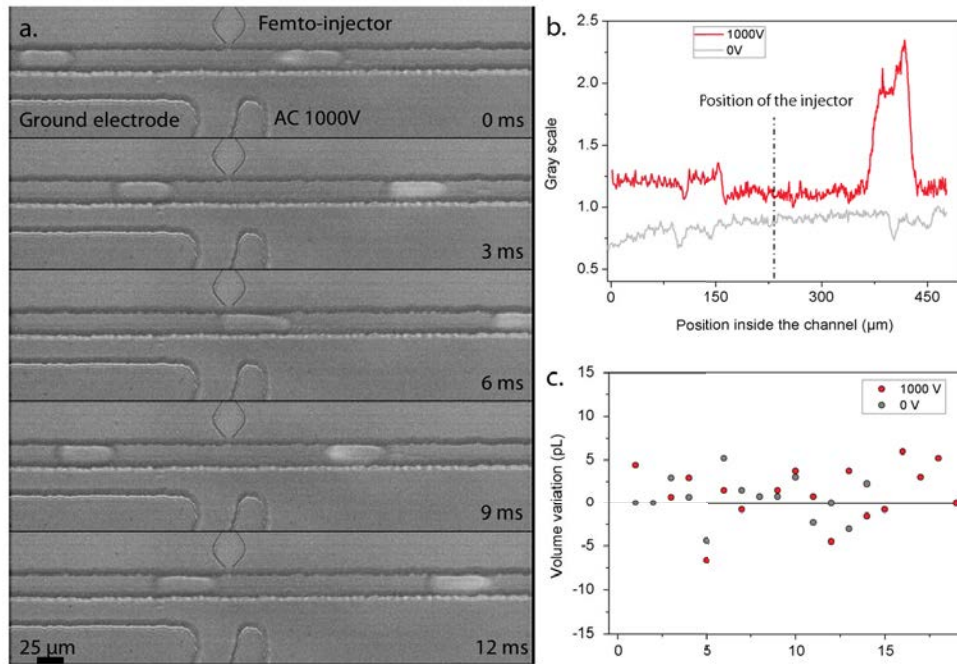 a.
Femto-injector
Ground electrode
AC 1000V
0 ms
3 ms
6 ms
9 ms
25 µm
12 ms
b.
2.5
2.0
1.5
1.0
0.5
Gray scale
1000V
0V
Position of the injector
0
150
300
450
Position inside the channel (µm)
c.
15
10
5
0
-5
-10
-15
Volume variation (pL)
1000 V
0 V
0
5
10
15